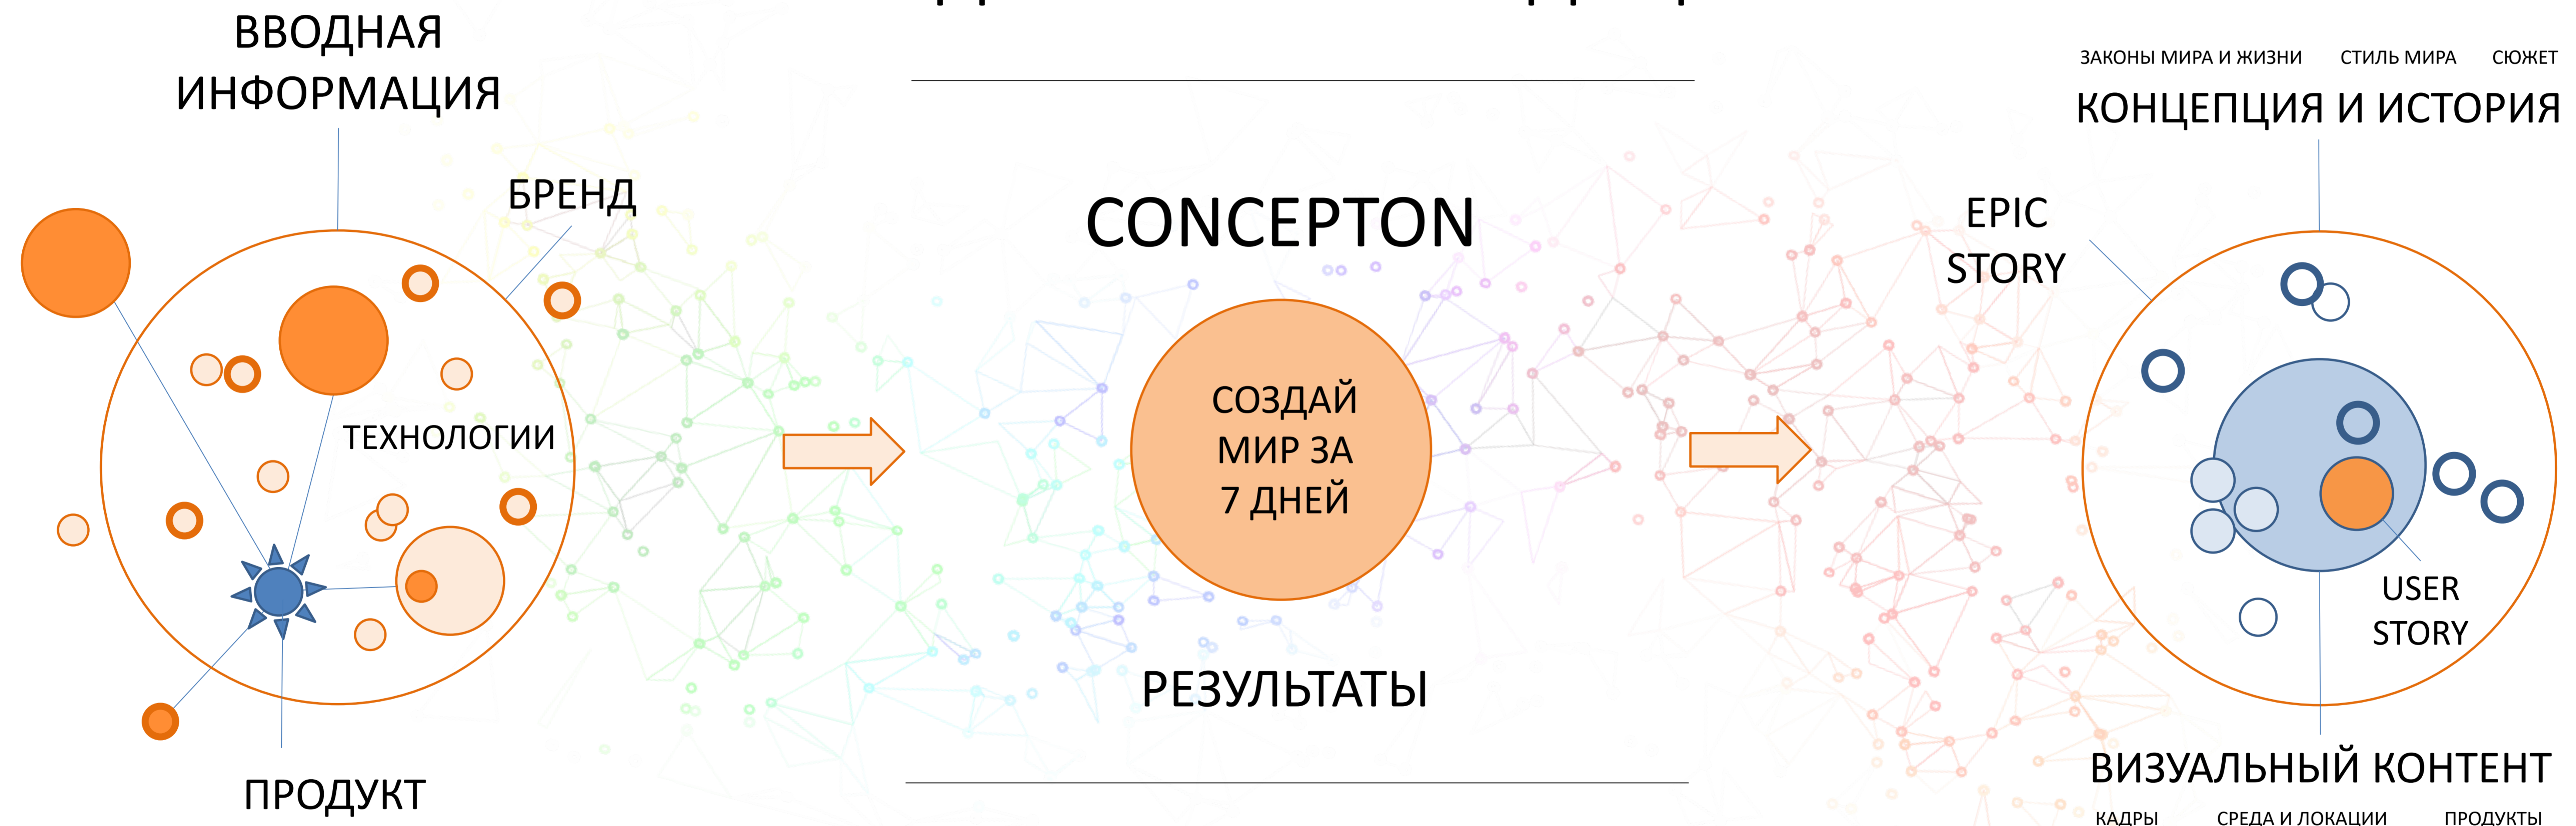 ВВОДНАЯ
ИНФОРМАЦИЯ
БРЕНД
ТЕХНОЛОГИИ
ПРОДУКТ
CONCEPTON
СОЗДАЙ
МИР ЗА
7 ДНЕЙ
РЕЗУЛЬТАТЫ
ЗАКОНЫ МИРА И ЖИЗНИ СТИЛЬ МИРА СЮЖЕТ
КОНЦЕПЦИЯ И ИСТОРИЯ
EPIC
STORY
USER
STORY
ВИЗУАЛЬНЫЙ КОНТЕНТ
КАДРЫ СРЕДА И ЛОКАЦИИ ПРОДУКТЫ